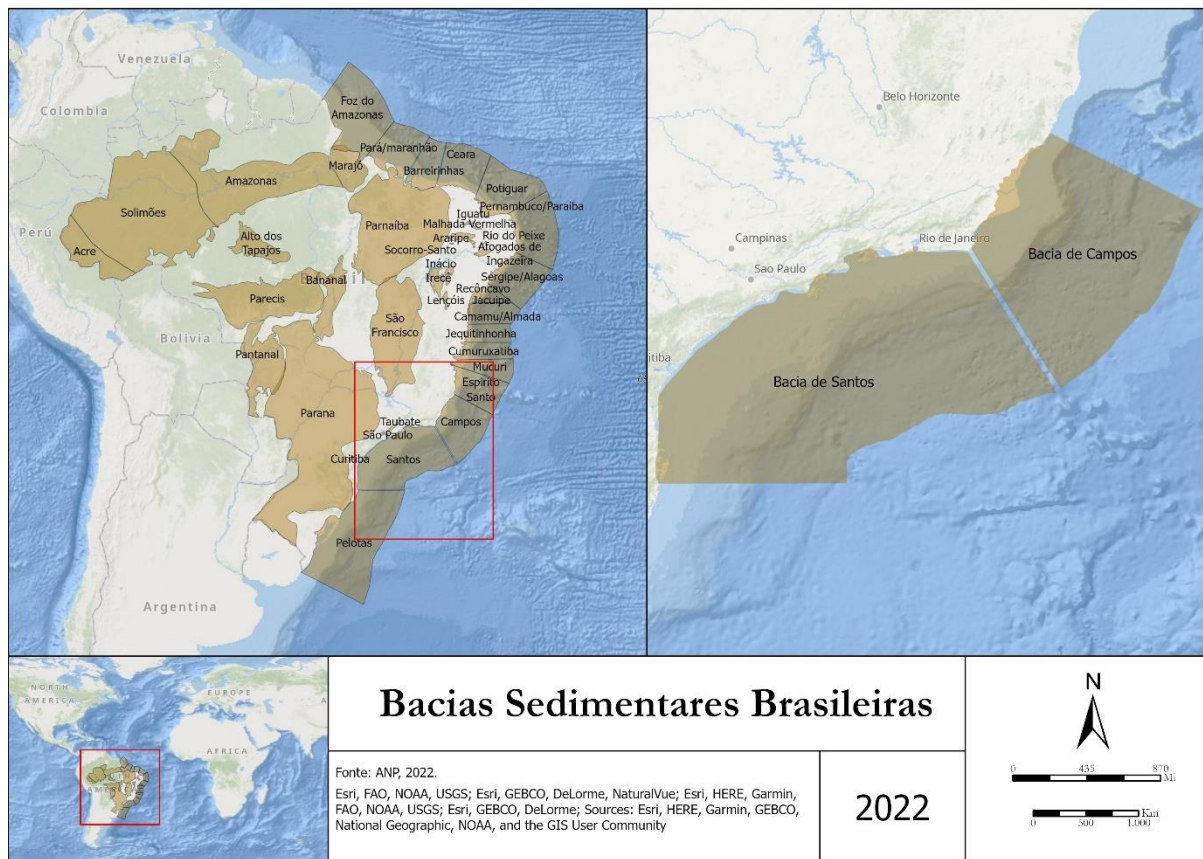 Venezuela
Colombia
Foz do
Amazonas
Pará/maranhão
Ceara
Marajó
Barreirinhas
Amazonas
Potiguar
Solimões
Pernambuco/Paraiba
Iguatu
Perú
Parnaíba
Malhada Vermelha
Acre
Alto dos
Tapajos
Araripe
Rio do Peixe
Socorro-Santo
Afogados de
Inácio
Ingazeira
Bananal
Irecê
Sergipe/Alagoas
Recôncavo
Parecis
Lençóis
Jacuipe
São
Francisco
Camamu/Almada
Bolivia
Jequitinhonha
Pantanal
Cumuruxatiba
Mucuri
Espirito
Santo
Parana
Taubate
Campos
São Paulo
Curitiba
Santos
Pelotas
Argentina
Belo Horizonte
Campinas
Rio de Janeiro
Sao Paulo
Bacia de Campos
Bacia de Santos
NORTH
AMERICA
EUROPE
AFRICA
Bacias Sedimentares Brasileiras
Fonte: ANP, 2022.
Esri, FAO, NOAA, USGS; Esri, GEBCO, DeLorme, NaturalVue; Esri, HERE, Garmin,
FAO, NOAA, USGS; Esri, GEBCO, DeLorme; Sources: Esri, HERE, Garmin, GEBCO,
National Geographic, NOAA, and the GIS User Community
2022
N
0 435 870
Mi
Km
0 500 1.000